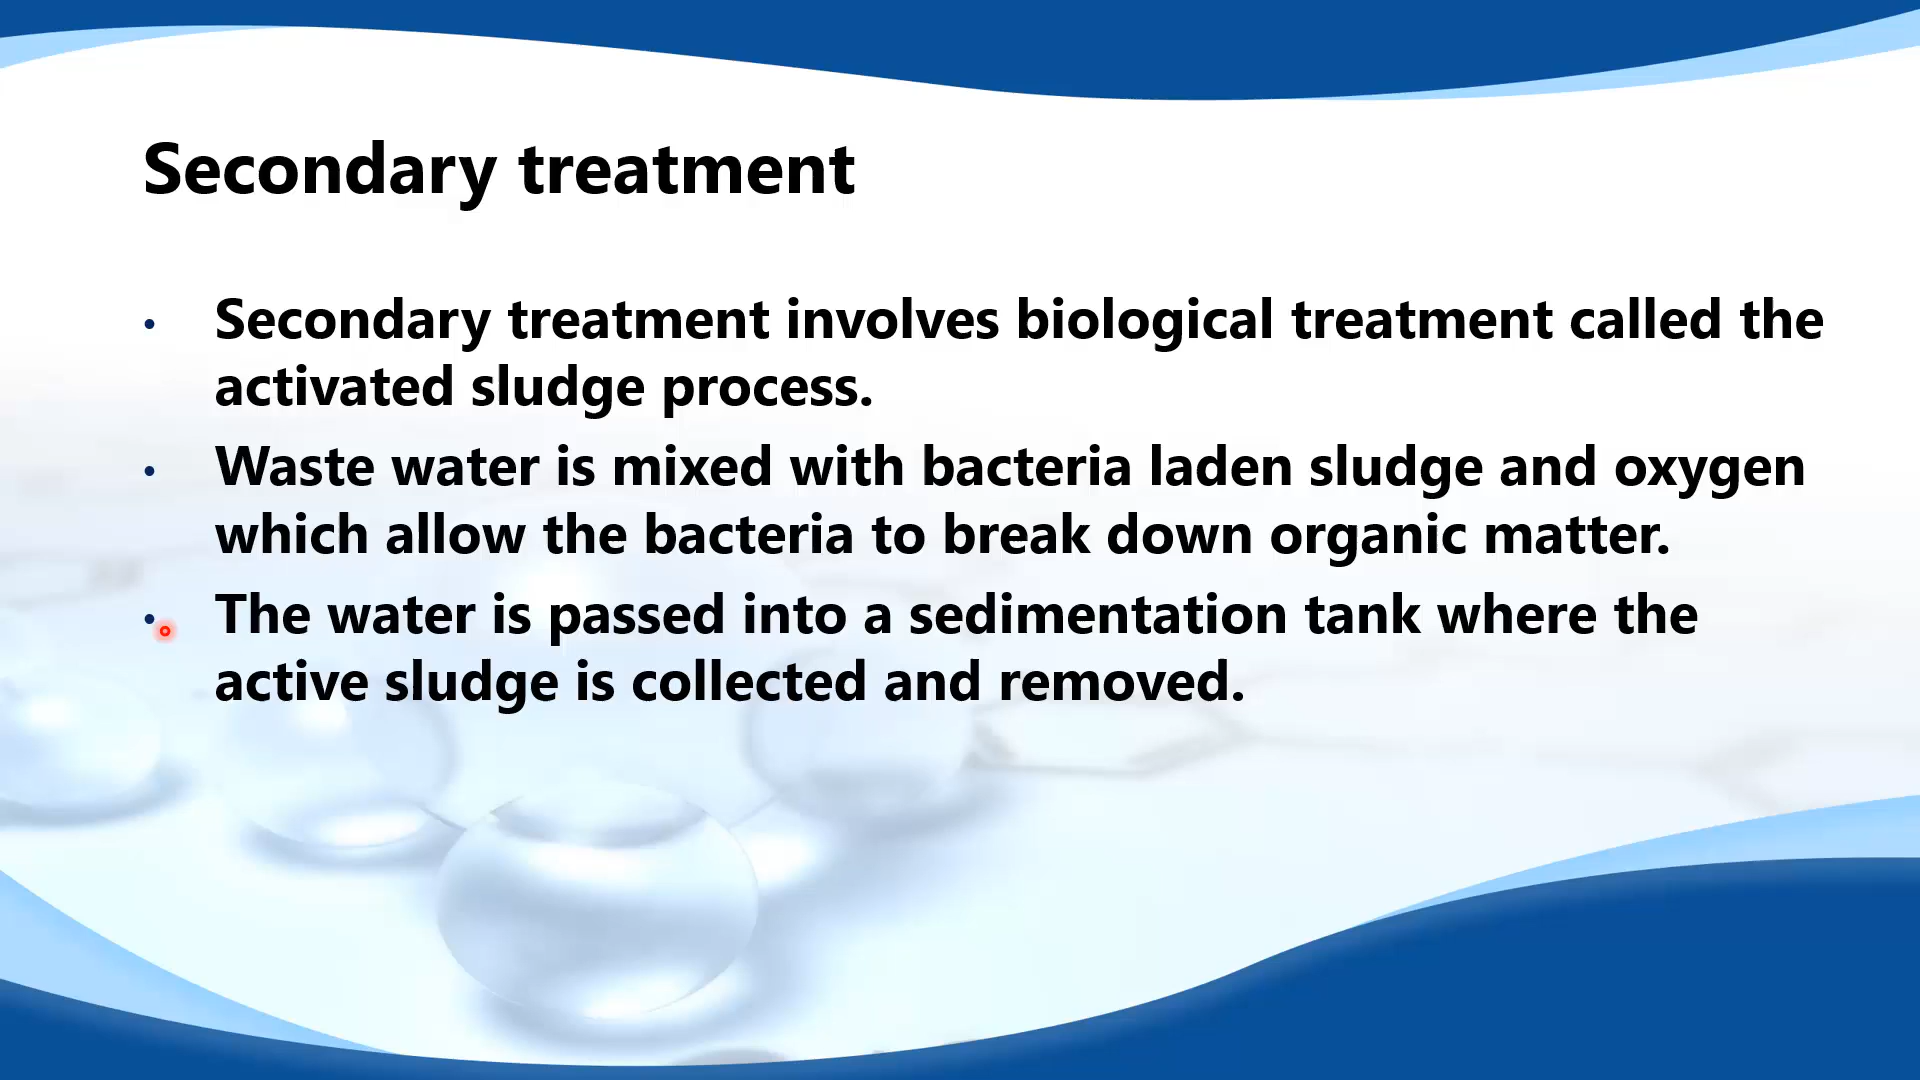 Secondary treatment
• Secondary treatment involves biological treatment called the
activated sludge process.
• Waste water is mixed with bacteria laden sludge and oxygen
which allow the bacteria to break down organic matter.
• The water is passed into a sedimentation tank where the
active sludge is collected and removed.